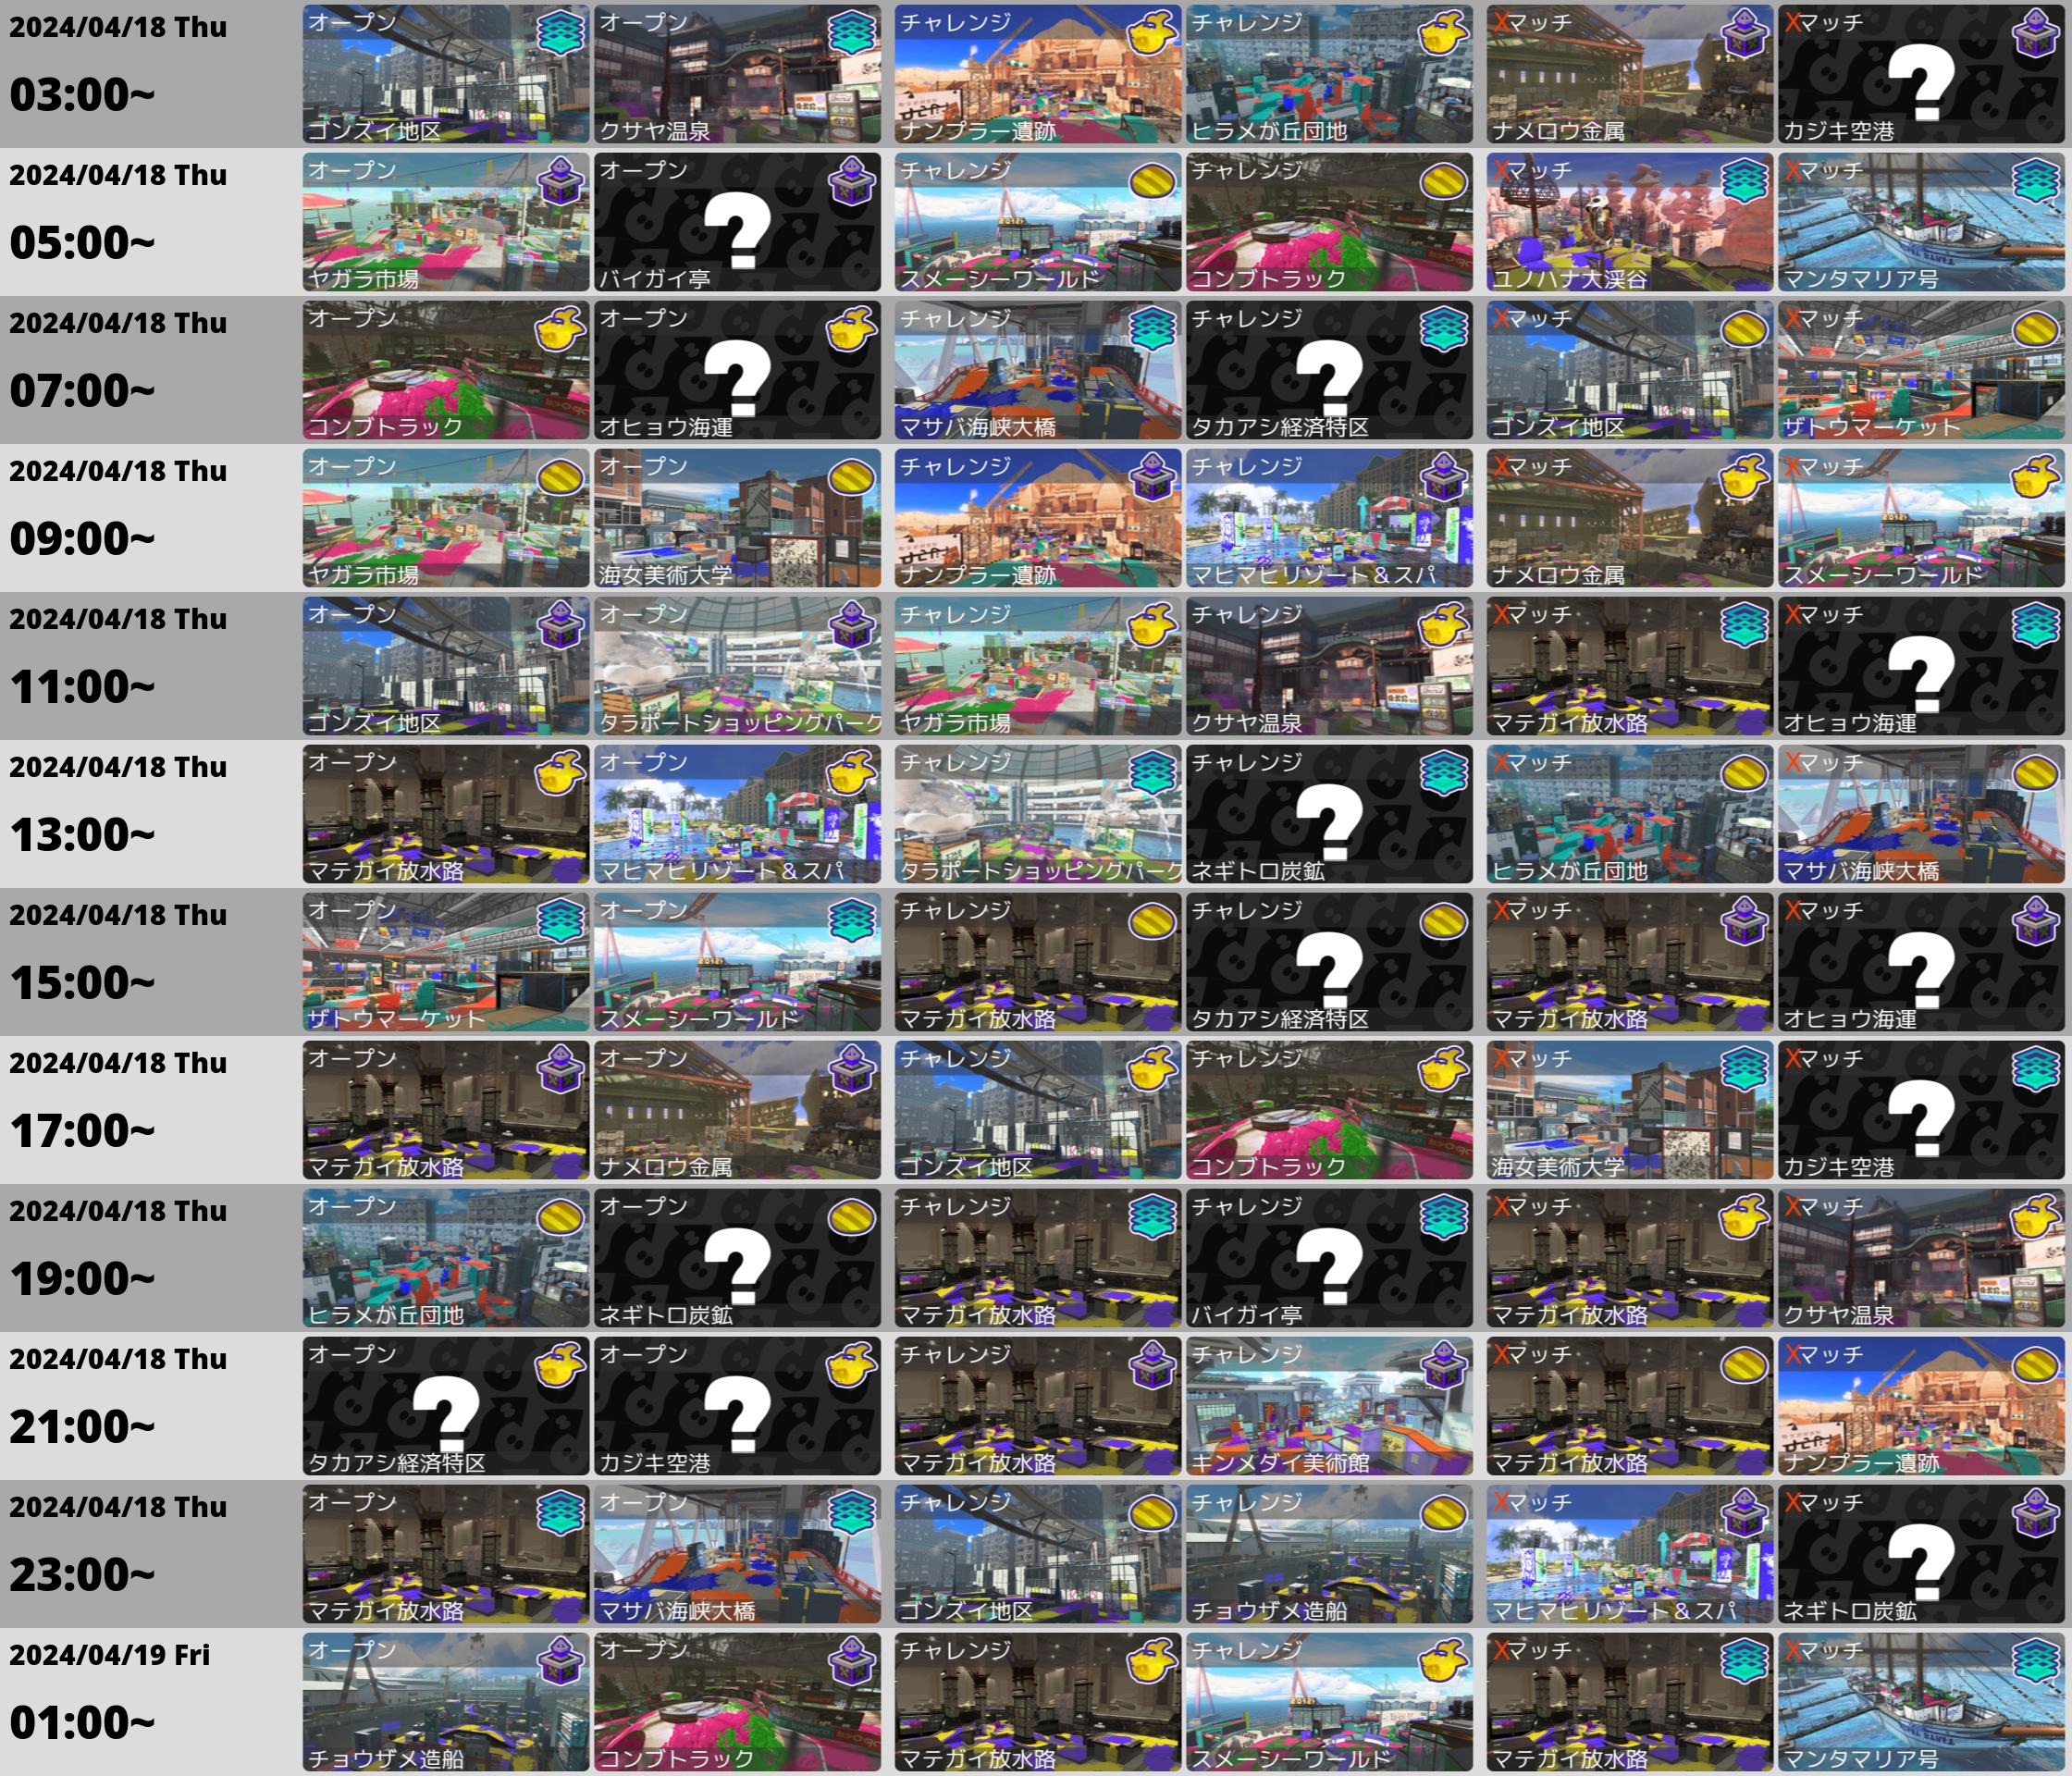 2024/04/18 Thu
03:00~
オープン オープン チャレンジ チャレンジ Xマッチ Xマッチ
ゴンズイ地区 クサヤ温泉 ナンプラー遺跡 ヒラメが丘団地 ナメロウ金属 カジキ空港
2024/04/18 Thu
05:00~
オープン オープン チャレンジ チャレンジ Xマッチ Xマッチ
ヤガラ市場 バイガイ亭 スメーシーワールド コンブトラック ユノハナ大渓谷 マンタマリア号
2024/04/18 Thu
07:00~
オープン オープン チャレンジ チャレンジ Xマッチ Xマッチ
コンブトラック オヒョウ海運 マサバ海峡大橋 タカアシ経済特区 ゴンズイ地区 ザトウマーケット
2024/04/18 Thu
09:00~
オープン オープン チャレンジ チャレンジ Xマッチ Xマッチ
ヤガラ市場 海女美術大学 ナンプラー遺跡 マヒマヒリゾート&スパ ナメロウ金属 スメーシーワールド
2024/04/18 Thu
11:00~
オープン オープン チャレンジ チャレンジ Xマッチ Xマッチ
ゴンズイ地区 タラポートショッピングパーク ヤガラ市場 クサヤ温泉 マテガイ放水路 オヒョウ海運
2024/04/18 Thu
13:00~
オープン オープン チャレンジ チャレンジ Xマッチ Xマッチ
マテガイ放水路 マヒマヒリゾート&スパ タラポートショッピングパーク ネギトロ炭鉱 ヒラメが丘団地 マサバ海峡大橋
2024/04/18 Thu
15:00~
オープン オープン チャレンジ チャレンジ Xマッチ Xマッチ
ザトウマーケット スメーシーワールド マテガイ放水路 タカアシ経済特区 マテガイ放水路 オヒョウ海運
2024/04/18 Thu
17:00~
オープン オープン チャレンジ チャレンジ Xマッチ Xマッチ
マテガイ放水路 ナメロウ金属 ゴンズイ地区 コンブトラック 海女美術大学 カジキ空港
2024/04/18 Thu
19:00~
オープン オープン チャレンジ チャレンジ Xマッチ Xマッチ
ヒラメが丘団地 ネギトロ炭鉱 マテガイ放水路 バイガイ亭 マテガイ放水路 クサヤ温泉
2024/04/18 Thu
21:00~
オープン オープン チャレンジ チャレンジ Xマッチ Xマッチ
タカアシ経済特区 カジキ空港 マテガイ放水路 キンメダイ美術館 マテガイ放水路 ナンプラー遺跡
2024/04/18 Thu
23:00~
オープン オープン チャレンジ チャレンジ Xマッチ Xマッチ
マテガイ放水路 マサバ海峡大橋 ゴンズイ地区 チョウザメ造船 マヒマヒリゾート&スパ ネギトロ炭鉱
2024/04/19 Fri
01:00~
オープン オープン チャレンジ チャレンジ Xマッチ Xマッチ
チョウザメ造船 コンブトラック マテガイ放水路 スメーシーワールド マテガイ放水路 マンタマリア号